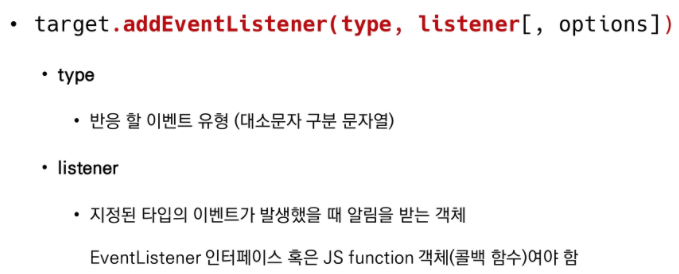 • target.addEventListener(type, listener[, options])
• type
• 반응 할 이벤트 유형 (대소문자 구분 문자열)
• listener
• 지정된 타입의 이벤트가 발생했을 때 알림을 받는 객체
EventListener 인터페이스 혹은 JS function 객체(콜백 함수)여야 함